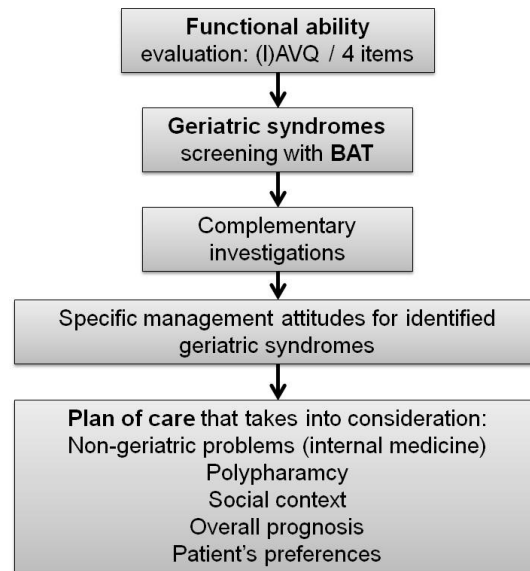 Functional ability
evaluation: (I)AVQ / 4 items
Geriatric syndromes
screening with BAT
Complementary
investigations
Specific management attitudes for identified
geriatric syndromes
Plan of care that takes into consideration:
Non-geriatric problems (internal medicine)
Polypharamcy
Social context
Overall prognosis
Patient's preferences